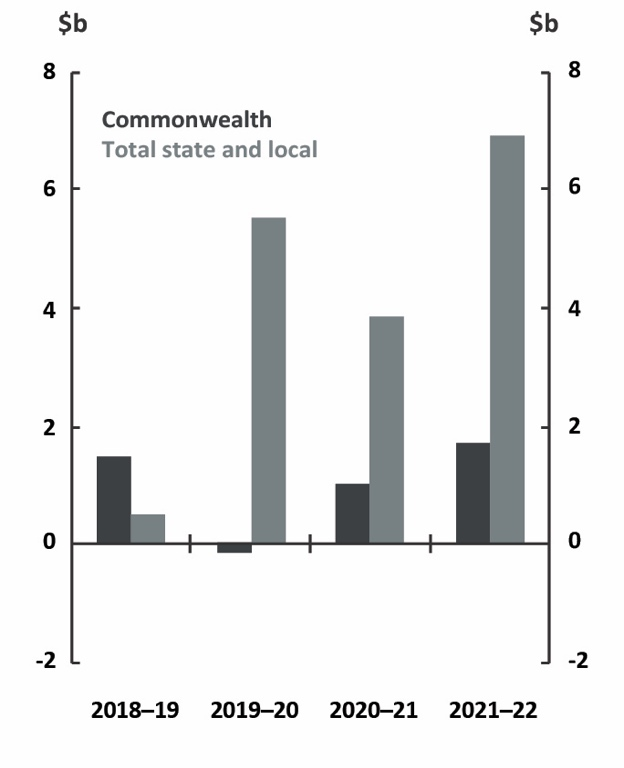 $b $b
8 8
Commonwealth
Total state and local
6 6
4 4
2 2
0 0
-2 -2
2018–19 2019–20 2020–21 2021–22